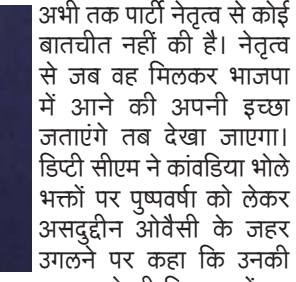 अभी तक पार्टी नेतृत्व से कोई
बातचीत नहीं की है। नेतृत्व
से जब वह मिलकर भाजपा
में आने की अपनी इच्छा
जताएंगे तब देखा जाएगा।
डिप्टी सीएम ने कांवडिया भोले
भक्तों पर पुष्पवर्षा को लेकर
असदुद्दीन ओवैसी के जहर
उगलने पर कहा कि उनकी